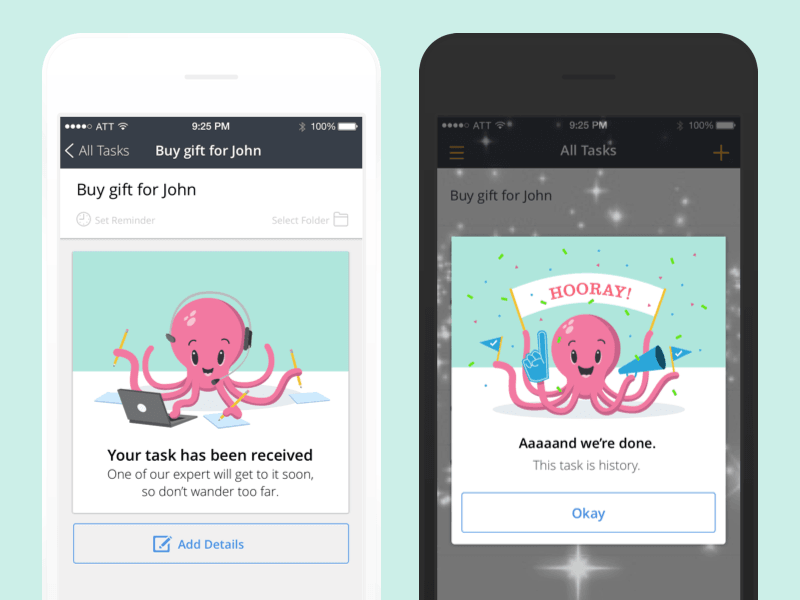 ATT 9:25 PM 100%
All Tasks Buy gift for John
Buy gift for John
Set Reminder Select Folder
Your task has been received
One of our expert will get to it soon,
so don't wander too far.
Add Details
ATT 9:25 PM 100%
All Tasks
Buy gift for John
HOORAY!
Aaaaand we're done.
This task is history.
Okay